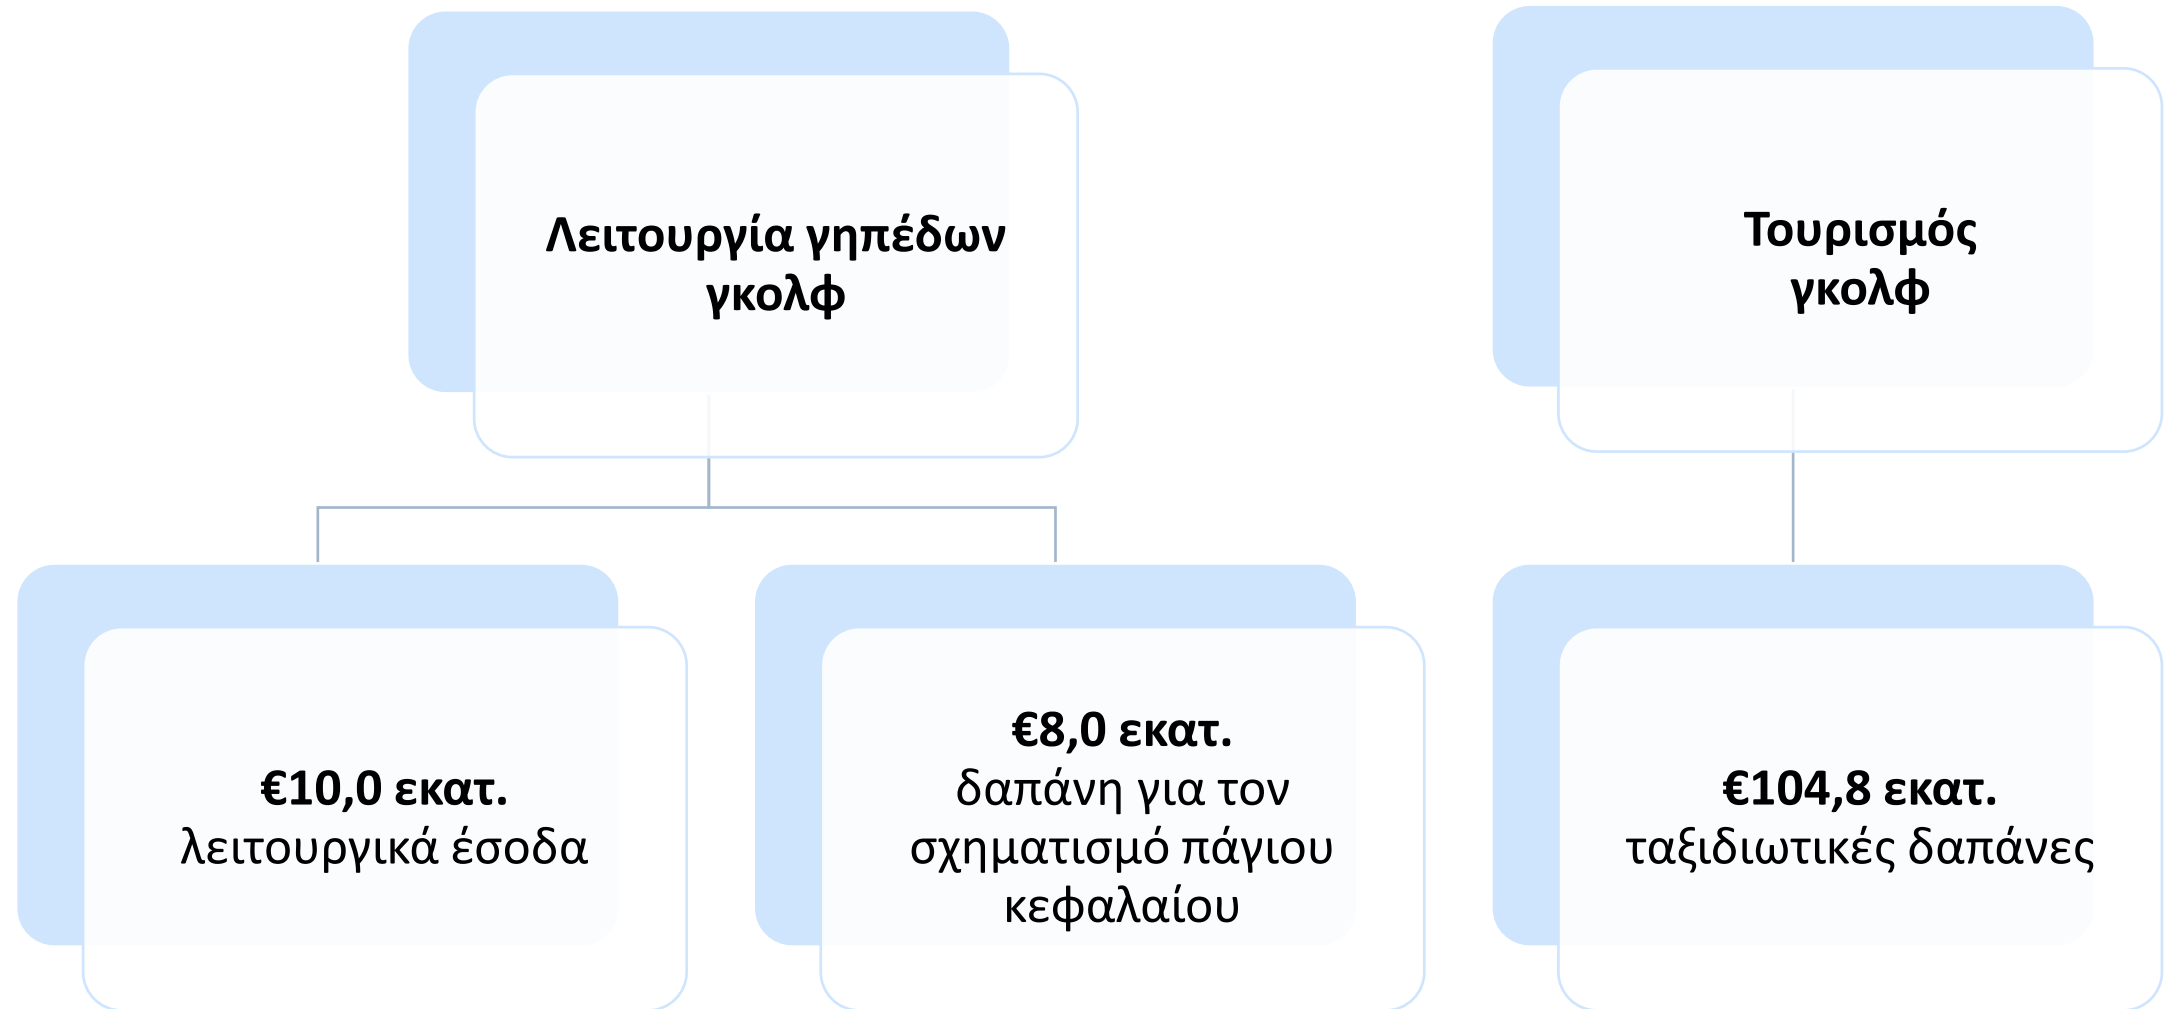 Λειτουργία γηπέδων
γκολφ
Τουρισμός
γκολφ
€10,0 εκατ.
λειτουργικά έσοδα
€8,0 εκατ.
δαπάνη για τον
σχηματισμό πάγιου
κεφαλαίου
€104,8 εκατ.
ταξιδιωτικές δαπάνες